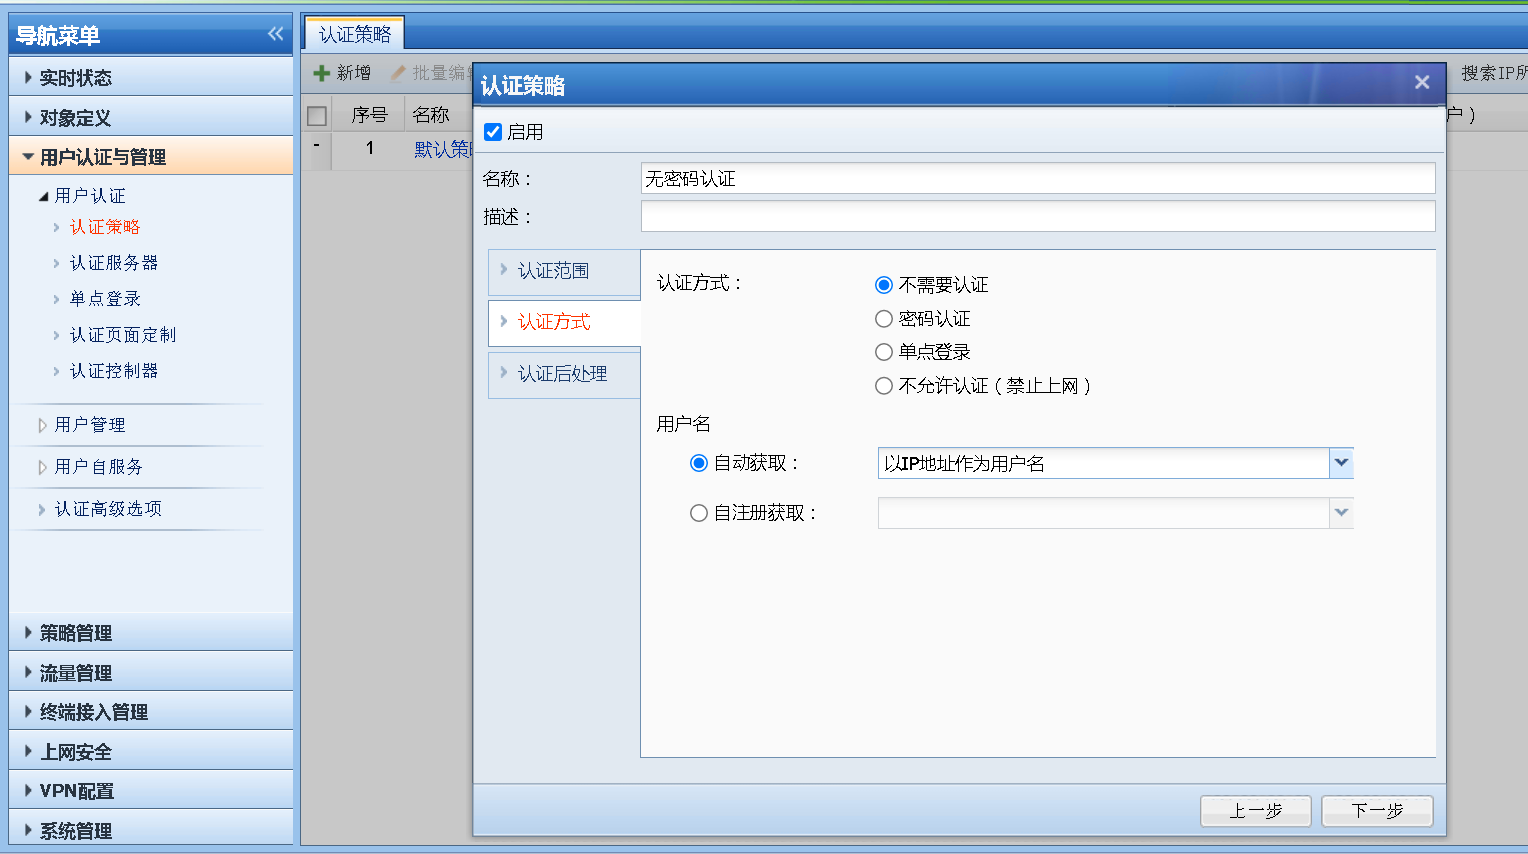 导航菜单
实时状态
对象定义
用户认证与管理
用户认证
认证策略
认证服务器
单点登录
认证页面定制
认证控制器
用户管理
用户自服务
认证高级选项
策略管理
流量管理
终端接入管理
上网安全
VPN配置
系统管理
认证策略
新增 批量编
搜索IP所
序号 名称
户）
- 1 默认策
认证策略
启用
名称： 无密码认证
描述：
认证范围
认证方式
认证后处理
认证方式： 不需要认证
密码认证
单点登录
不允许认证（禁止上网）
用户名
自动获取： 以IP地址作为用户名
自注册获取：
上一步 下一步